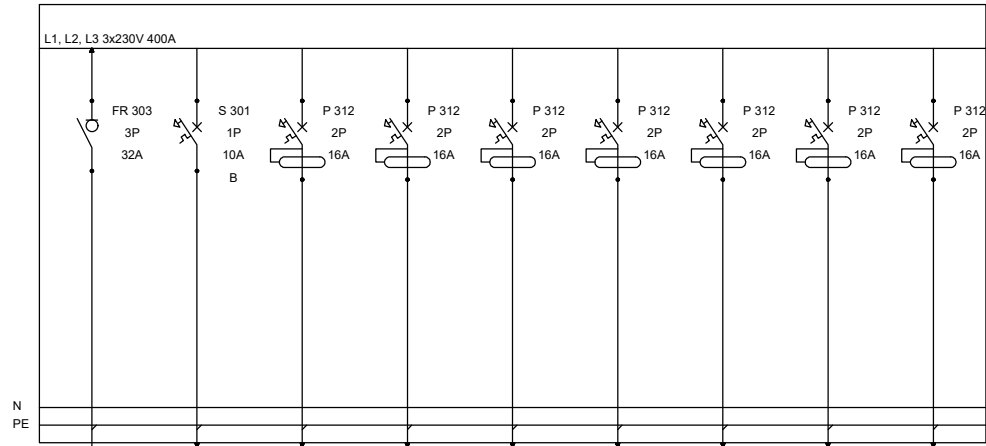 L1, L2, L3 3x230V 400A
FR 303
3P
32A
S 301
1P
10A
B
P 312
2P
16A
P 312
2P
16A
P 312
2P
16A
P 312
2P
16A
P 312
2P
16A
P 312
2P
16A
P 312
2P
16A
N
PE